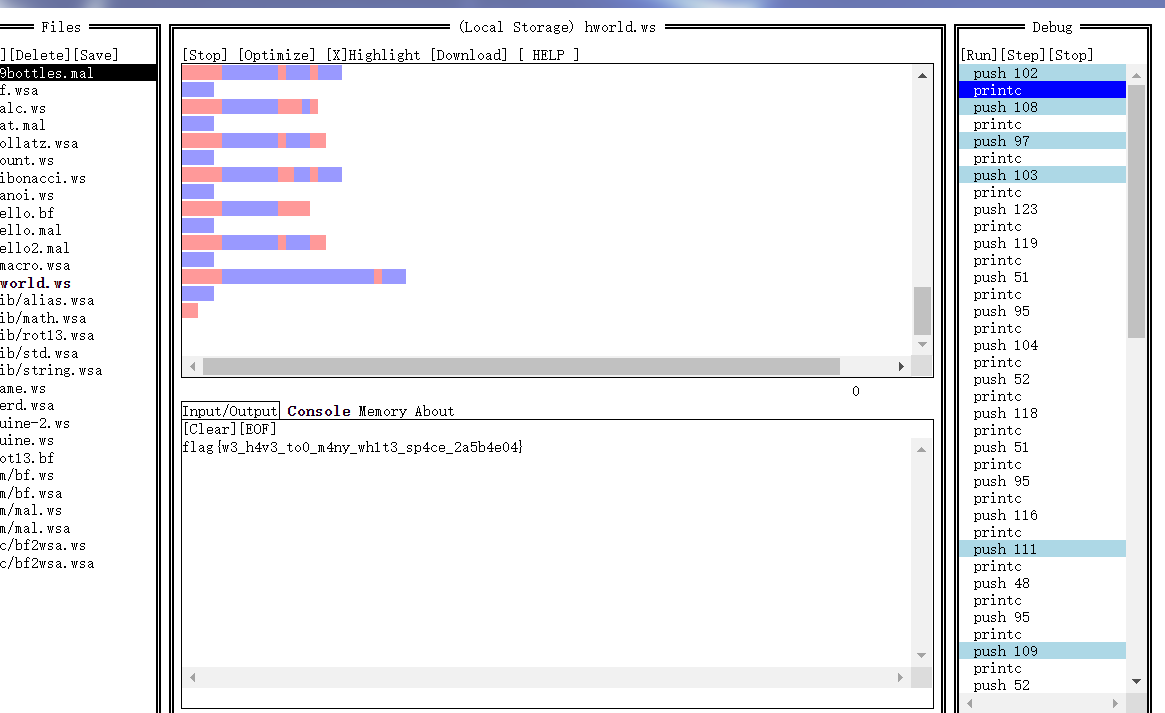 Files
][Delete][Save]
9bottles.mal
f.wsa
alc.ws
at.mal
ollatz.wsa
ount.ws
ibonacci.ws
anoi.ws
ello.bf
ello.mal
ello2.mal
macro.wsa
world.ws
ib/alias.wsa
ib/math.wsa
ib/rot13.wsa
ib/std.wsa
ib/string.wsa
ame.ws
erd.wsa
uine-2.ws
uine.ws
ot13.bf
m/bf.ws
m/bf.wsa
m/mal.ws
m/mal.wsa
c/bf2wsa.ws
c/bf2wsa.wsa
(Local Storage) hworld.ws
[Stop] [Optimize] [X]Highlight [Download] [ HELP ]
0
Input/Output Console Memory About
[Clear][EOF]
flag{w3_h4v3_to0_m4ny_wh1t3_sp4ce_2a5b4e04}
Debug
[Run][Step][Stop]
push 102
printc
push 108
printc
push 97
printc
push 103
printc
push 123
printc
push 119
printc
push 51
printc
push 95
printc
push 104
printc
push 52
printc
push 118
printc
push 51
printc
push 95
printc
push 116
printc
push 111
printc
push 48
printc
push 95
printc
push 109
printc
push 52